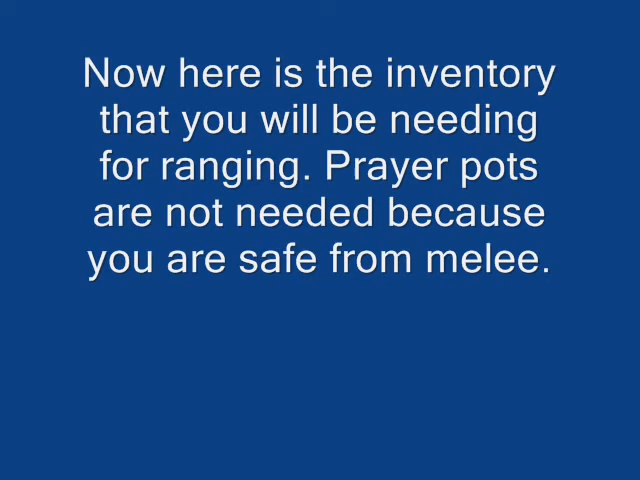 Now here is the inventory
that you will be needing
for ranging. Prayer pots
are not needed because
you are safe from melee.